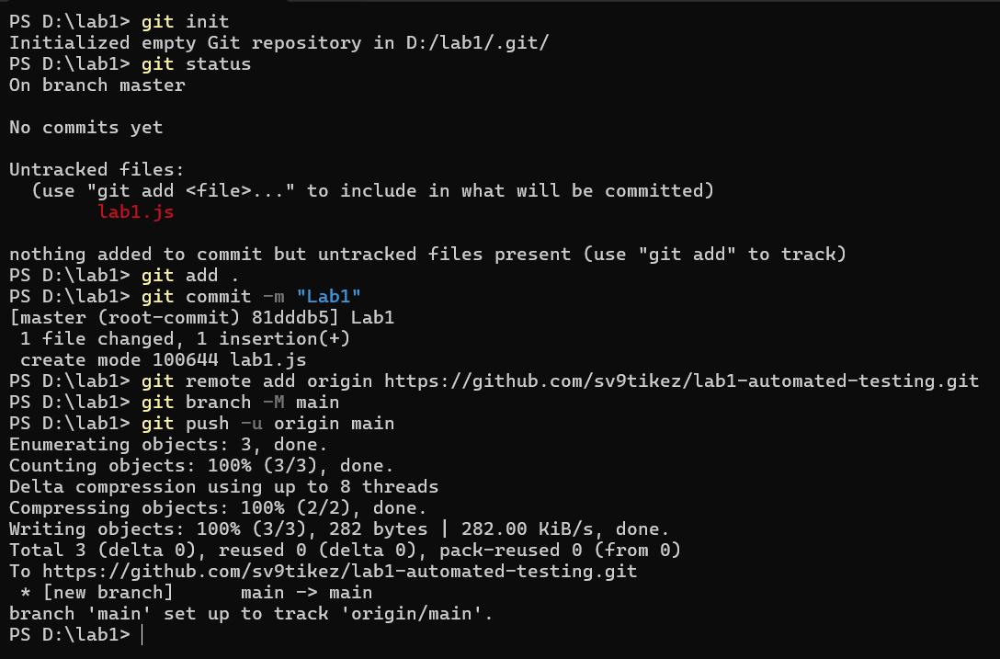 PS D:\lab1> git init
Initialized empty Git repository in D:/lab1/.git/
PS D:\lab1> git status
On branch master
No commits yet
Untracked files:
  (use "git add <file>..." to include in what will be committed)
        lab1.js
nothing added to commit but untracked files present (use "git add" to track)
PS D:\lab1> git add .
PS D:\lab1> git commit -m "Lab1"
[master (root-commit) 81dddb5] Lab1
 1 file changed, 1 insertion(+)
 create mode 100644 lab1.js
PS D:\lab1> git remote add origin https://github.com/sv9tikez/lab1-automated-testing.git
PS D:\lab1> git branch -M main
PS D:\lab1> git push -u origin main
Enumerating objects: 3, done.
Counting objects: 100% (3/3), done.
Delta compression using up to 8 threads
Compressing objects: 100% (2/2), done.
Writing objects: 100% (3/3), 282 bytes | 282.00 KiB/s, done.
Total 3 (delta 0), reused 0 (delta 0), pack-reused 0 (from 0)
To https://github.com/sv9tikez/lab1-automated-testing.git
 * [new branch]      main -> main
branch 'main' set up to track 'origin/main'.
PS D:\lab1>